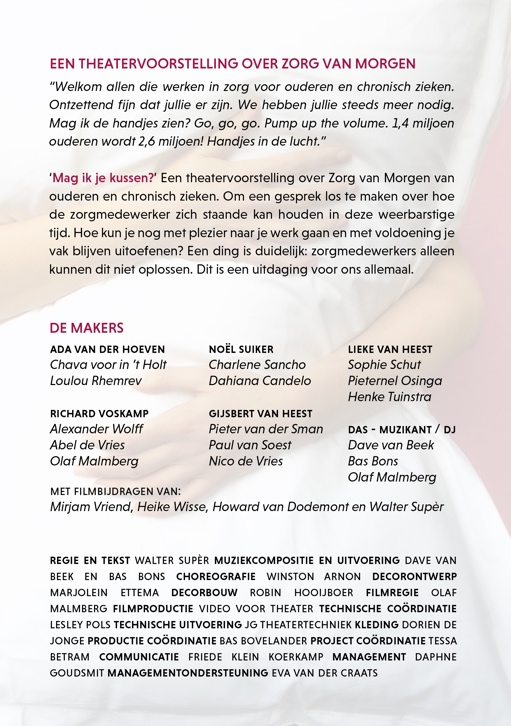 EEN THEATERVOORSTELLING OVER ZORG VAN MORGEN
“Welkom allen die werken in zorg voor ouderen en chronisch zieken.
Ontzettend fijn dat jullie er zijn. We hebben jullie steeds meer nodig.
Mag ik de handjes zien? Go, go, go. Pump up the volume. 1,4 miljoen
ouderen wordt 2,6 miljoen! Handjes in de lucht.”
‘Mag ik je kussen?’ Een theatervoorstelling over Zorg van Morgen van
ouderen en chronisch zieken. Om een gesprek los te maken over hoe
de zorgmedewerker zich staande kan houden in deze weerbarstige
tijd. Hoe kun je nog met plezier naar je werk gaan en met voldoening je
vak blijven uitoefenen? Een ding is duidelijk: zorgmedewerkers alleen
kunnen dit niet oplossen. Dit is een uitdaging voor ons allemaal.
DE MAKERS
ADA VAN DER HOEVEN
Chava voor in ‘t Holt
Loulou Rhemrev
NOËL SUIKER
Charlene Sancho
Dahiana Candelo
LIEKE VAN HEEST
Sophie Schut
Pieternel Osinga
Henke Tuinstra
RICHARD VOSKAMP
Alexander Wolff
Abel de Vries
Olaf Malmberg
GIJSBERT VAN HEEST
Pieter van der Sman
Paul van Soest
Nico de Vries
DAS - MUZIKANT / DJ
Dave van Beek
Bas Bons
Olaf Malmberg
MET FILMBIJDRAGEN VAN:
Mirjam Vriend, Heike Wisse, Howard van Dodemont en Walter Supèr
REGIE EN TEKST WALTER SUPÈR MUZIEKCOMPOSITIE EN UITVOERING DAVE VAN
BEEK EN BAS BONS CHOREOGRAFIE WINSTON ARNON DECORONTWERP
MARJOLEIN ETTEMA DECORBOUW ROBIN HOOIJBOER FILMREGIE OLAF
MALMBERG FILMPRODUCTIE VIDEO VOOR THEATER TECHNISCHE COÖRDINATIE
LESLEY POLS TECHNISCHE UITVOERING JG THEATERTECHNIEK KLEDING DORIEN DE
JONGE PRODUCTIE COÖRDINATIE BAS BOVELANDER PROJECT COÖRDINATIE TESSA
BETRAM COMMUNICATIE FRIEDE KLEIN KOERKAMP MANAGEMENT DAPHNE
GOUDSMIT MANAGEMENTONDERSTEUNING EVA VAN DER CRAATS